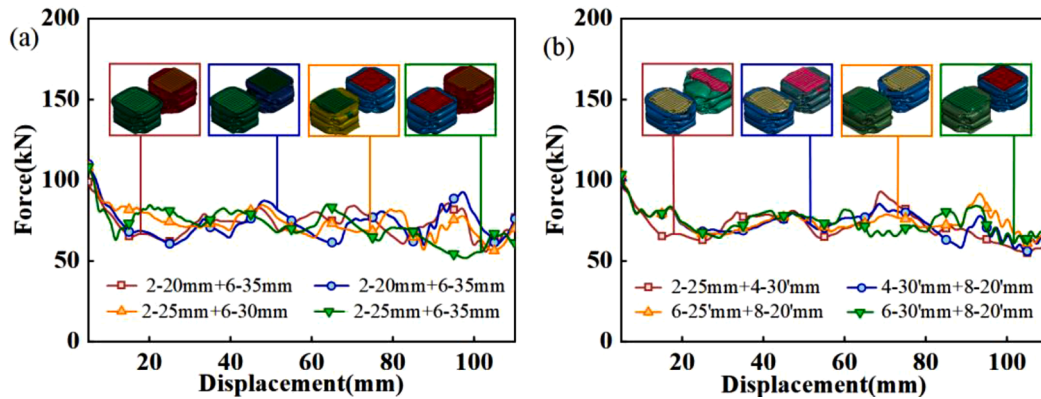 (a)
Force(kN)
200
150
100
50
0
2-20mm+6-35mm
2-20mm+6-35mm
2-25mm+6-30mm
2-25mm+6-35mm
20
40
60
80
100
Displacement(mm)
(b)
Force(kN)
200
150
100
50
0
2-25mm+4-30'mm
4-30'mm+8-20'mm
6-25'mm+8-20'mm
6-30'mm+8-20'mm
20
40
60
80
100
Displacement(mm)